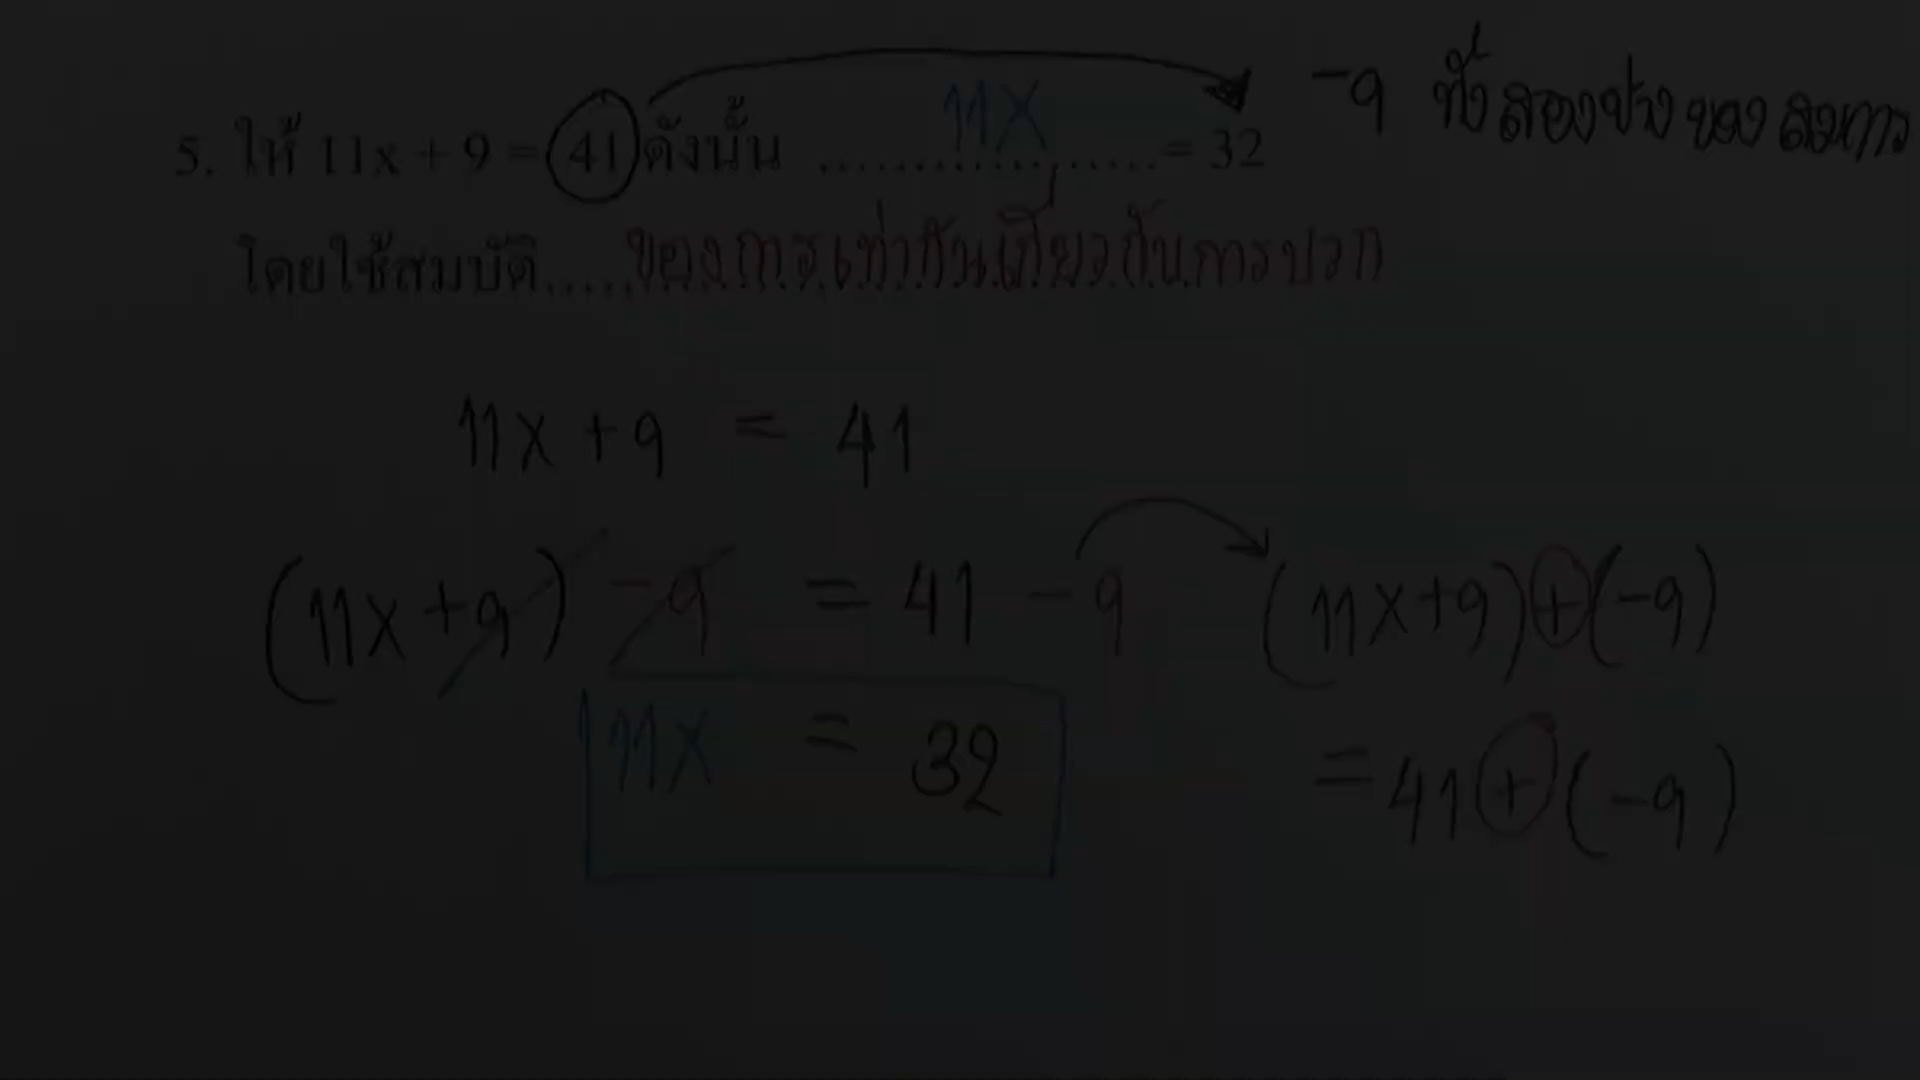 5. ให้ 11x + 9 = 41 ดังนั้น ........11x........ = 32
-9 ทั้งสองข้างของสมการ
โดยใช้สมบัติ.....ของการเท่ากันเกี่ยวกับการบวก
11x + 9 = 41
(11x + 9) - 9 = 41 - 9
(11x+9)+(-9)
11x = 32
= 41 + (-9)